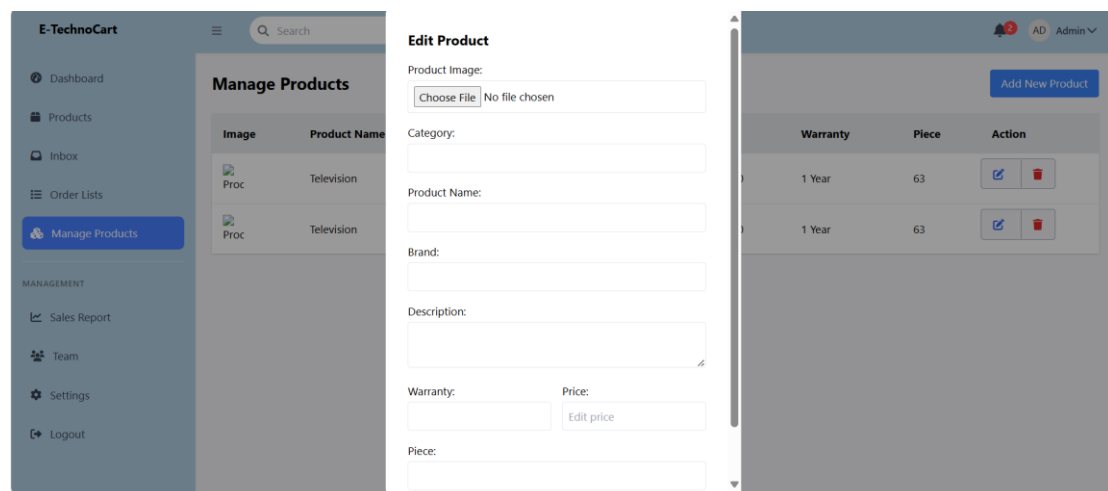 E-TechnoCart
Search
2
AD Admin
Dashboard
Products
Inbox
Order Lists
Manage Products
MANAGEMENT
Sales Report
Team
Settings
Logout
Manage Products
Add New Product
Image Product Name Warranty Piece Action
Proc Television 0 1 Year 63
Proc Television 0 1 Year 63
Edit Product
Product Image:
Choose File No file chosen
Category:
Product Name:
Brand:
Description:
Warranty: Price:
Edit price
Piece: